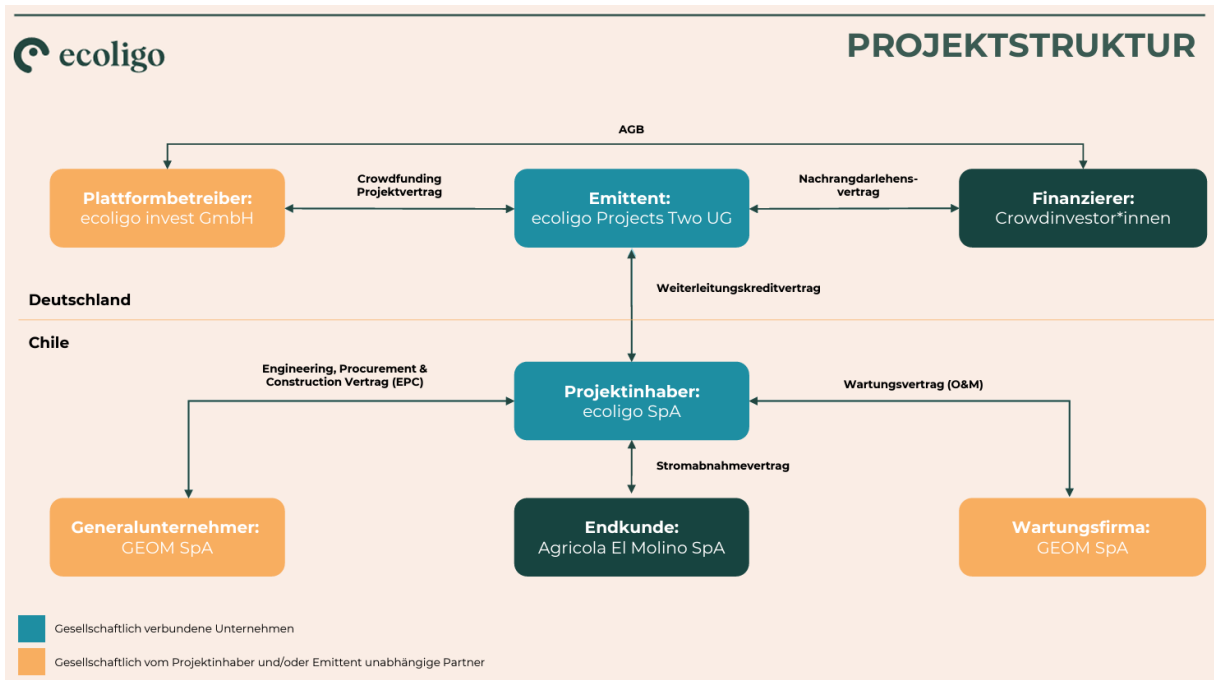 ecoligo
PROJEKTSTRUKTUR
AGB
Plattformbetreiber:
ecoligo invest GmbH
Crowdfunding
Projektvertrag
Emittent:
ecoligo Projects Two UG
Nachrangdarlehens-
vertrag
Finanzierer:
Crowdinvestor*innen
Weiterleitungskreditvertrag
Deutschland
Chile
Engineering, Procurement &
Construction Vertrag (EPC)
Projektinhaber:
ecoligo SpA
Wartungsvertrag (O&M)
Stromabnahmevertrag
Generalunternehmer:
GEOM SpA
Endkunde:
Agricola El Molino SpA
Wartungsfirma:
GEOM SpA
Gesellschaftlich verbundene Unternehmen
Gesellschaftlich vom Projektinhaber und/oder Emittent unabhängige Partner